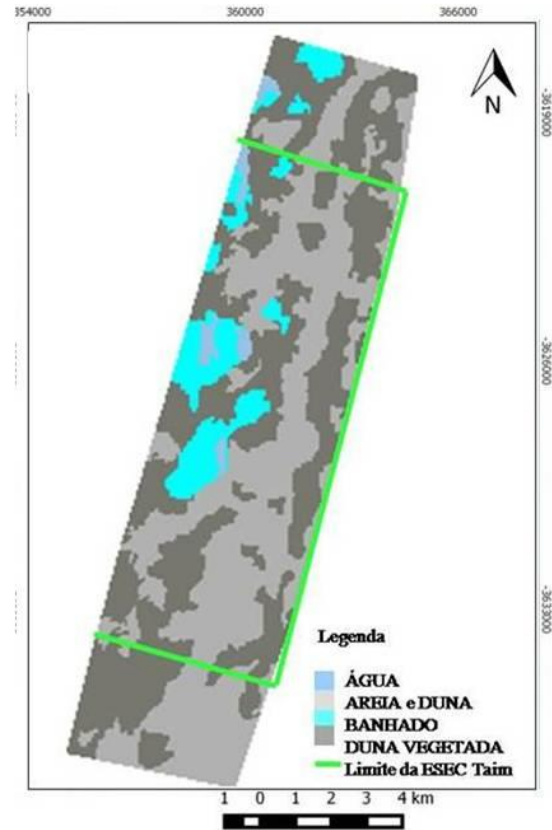 354000
360000
366000
-3619000
N
-3626000
-3633000
Legenda
ÁGUA
AREIA e DUNA
BANHADO
DUNA VEGETADA
Limite da ESEC Taim
1 0 1 2 3 4 km